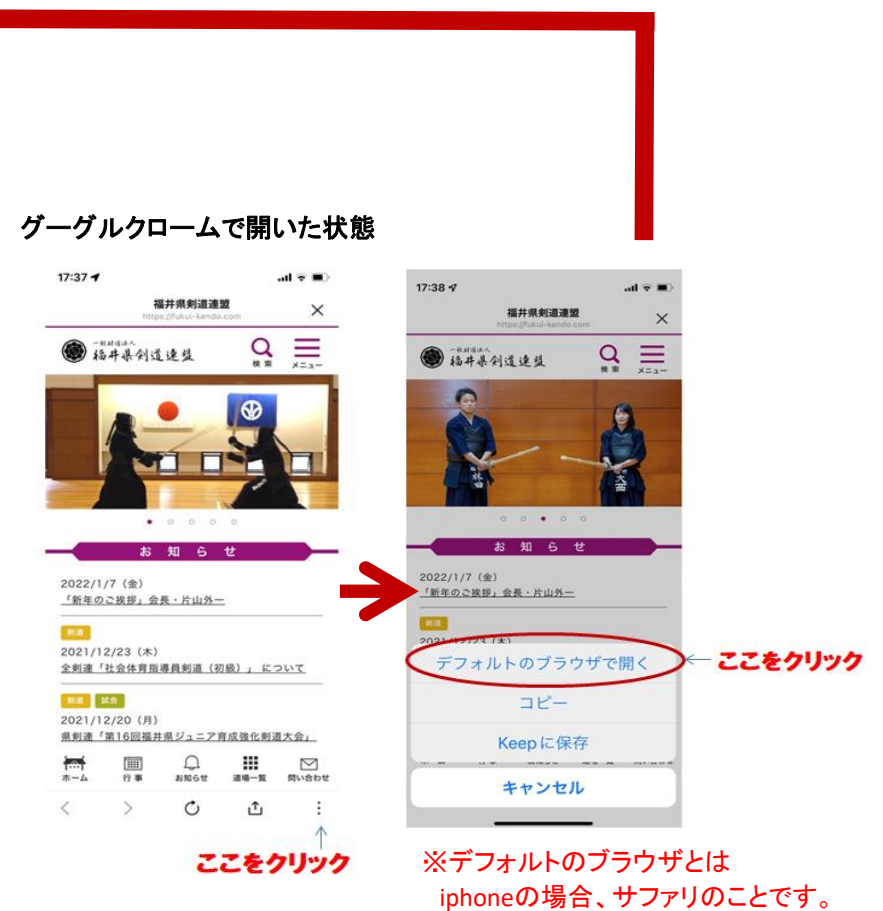 グーグルクロームで開いた状態
17:37
福井県剣道連盟
https://fukui-kendo.com
一般財団法人
福井県剣道連盟
検索
メニュー
お知らせ
2022/1/7（金）
「新年のご挨拶」会長・片山外一
剣道
2021/12/23（木）
全剣連「社会体育指導員剣道（初級）」 について
剣道 試合
2021/12/20（月）
県剣連「第16回福井県ジュニア育成強化剣道大会」
ホーム 行事 お知らせ 道場一覧 問い合わせ
ここをクリック
17:38
福井県剣道連盟
https://fukui-kendo.com
一般財団法人
福井県剣道連盟
検索
メニュー
林田
大西
お知らせ
2022/1/7（金）
「新年のご挨拶」会長・片山外一
剣道
2021/12/23（木）
デフォルトのブラウザで開く
ここをクリック
コピー
Keepに保存
キャンセル
※デフォルトのブラウザとは
iphoneの場合、サファリのことです。